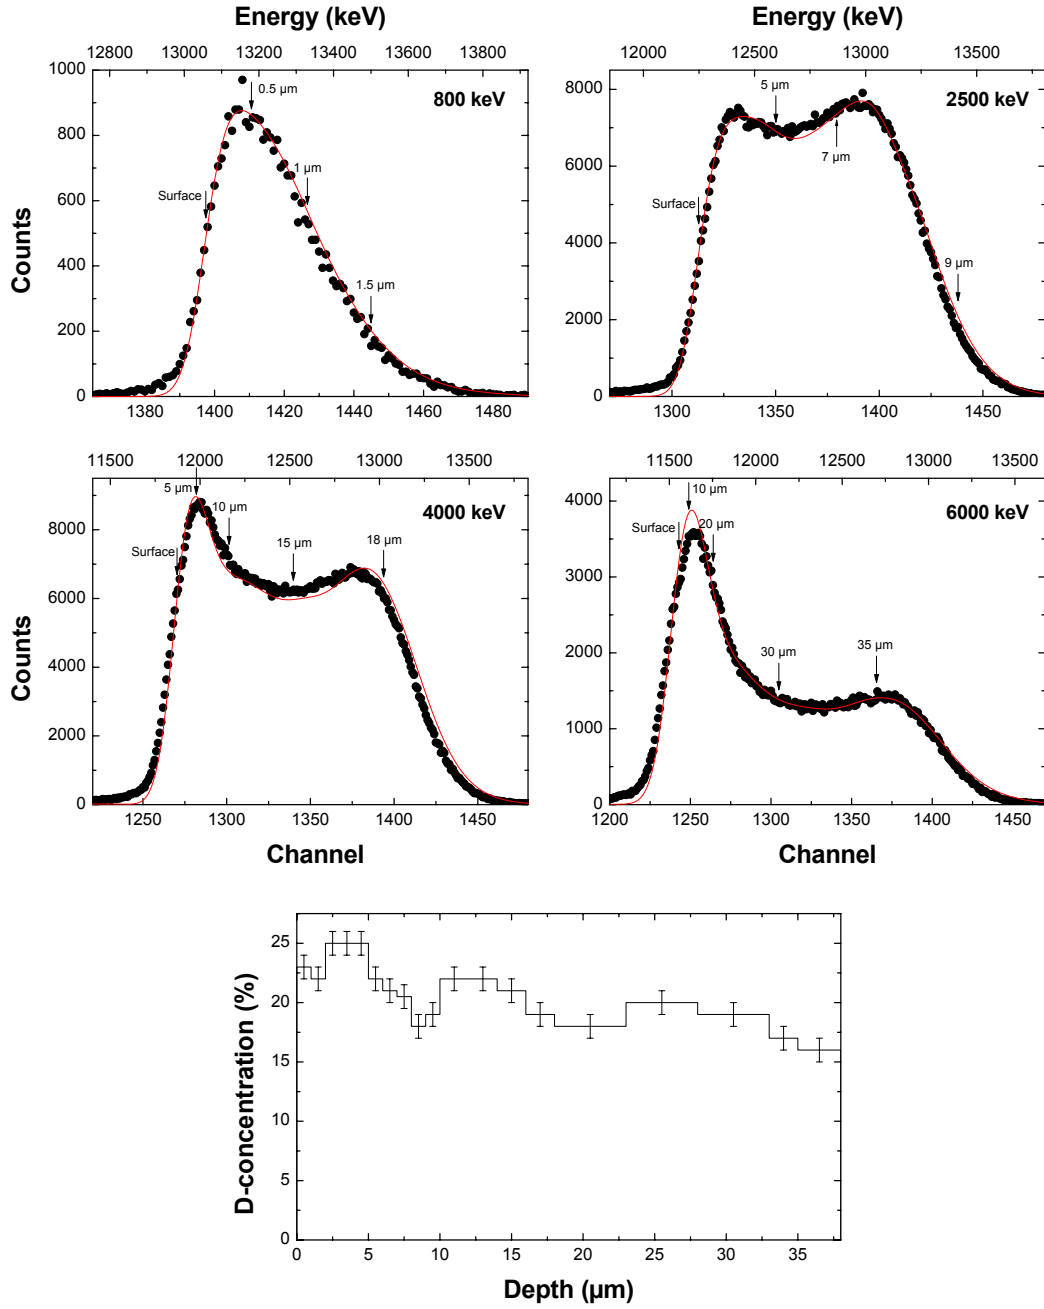 Energy (keV) Energy (keV)
12800 13000 13200 13400 13600 13800 12000 12500 13000 13500
1000 800 keV 8000 2500 keV
0.5 µm 5 µm
800
7 µm
1 µm 6000
600 Surface Surface
Counts 4000
400 9 µm
1.5 µm
200 2000
0 0
1380 1400 1420 1440 1460 1480 1300 1350 1400 1450
11500 12000 12500 13000 13500 11500 12000 12500 13000 13500
5 µm 10 µm 4000 keV 4000 10 µm 6000 keV
9000 Surface 15 µm 18 µm Surface 20 µm
6000 3000
Counts 2000 30 µm 35 µm
3000 1000
0 0
1250 1300 1350 1400 1450 1200 1250 1300 1350 1400 1450
Channel Channel
25
20
15
10
5
0
D-concentration (%)
0 5 10 15 20 25 30 35
Depth (µm)